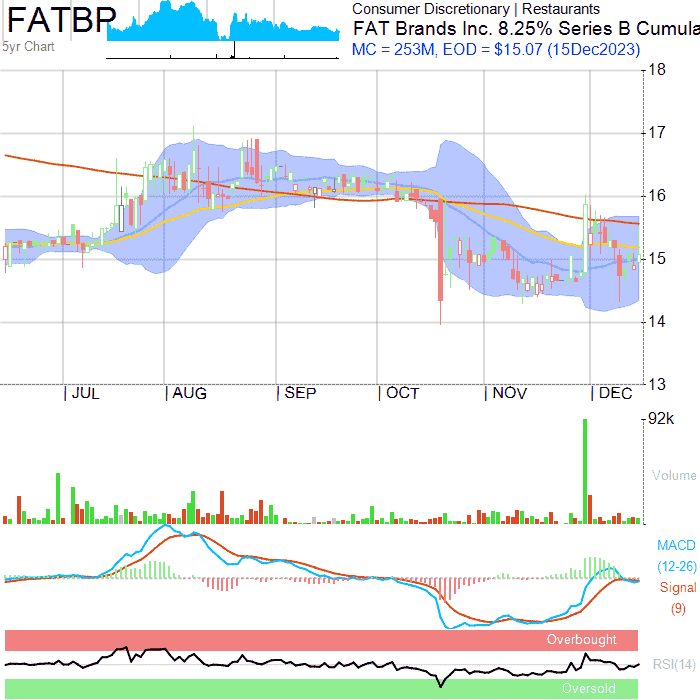 FATBP
5yr Chart
Consumer Discretionary | Restaurants
FAT Brands Inc. 8.25% Series B Cumula
MC = 253M, EOD = $15.07 (15Dec2023)
18
17
16
15
14
13
JUL AUG SEP OCT NOV DEC
92k
Volume
MACD
(12-26)
Signal
(9)
Overbought
RSI(14)
Oversold